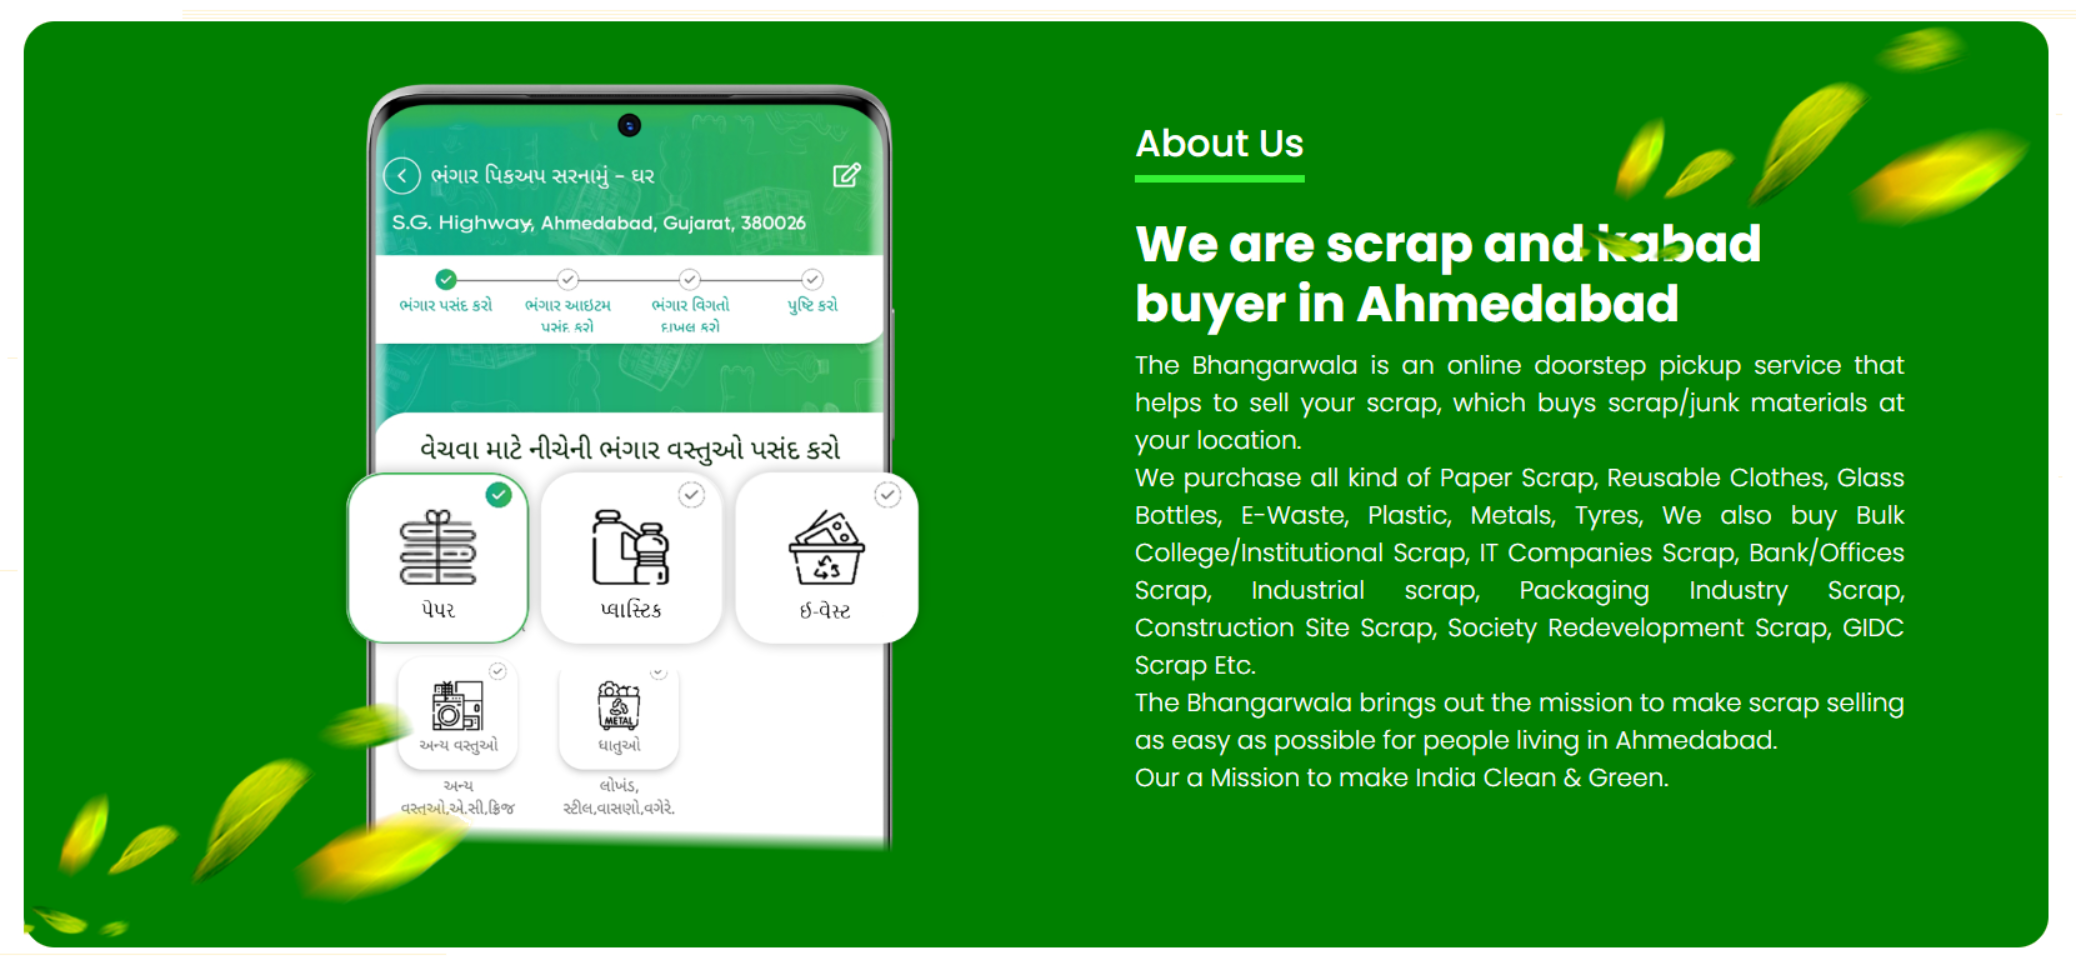 ભંગાર પિકઅપ સરનામું - ઘર
S.G. Highway, Ahmedabad, Gujarat, 380026
ભંગાર પસંદ કરો
ભંગાર આઇટમ
પસંદ કરો
ભંગાર વિગતો
દાખલ કરો
પુષ્ટિ કરો
વેચવા માટે નીચેની ભંગાર વસ્તુઓ પસંદ કરો
પેપર
પ્લાસ્ટિક
ઈ-વેસ્ટ
METAL
અન્ય વસ્તુઓ
ધાતુઓ
અન્ય
વસ્તુઓ,એ.સી,ફ્રિજ
લોખંડ,
સ્ટીલ,વાસણો,વગેરે.
About Us
We are scrap and kabad
buyer in Ahmedabad
The Bhangarwala is an online doorstep pickup service that
helps to sell your scrap, which buys scrap/junk materials at
your location.
We purchase all kind of Paper Scrap, Reusable Clothes, Glass
Bottles, E-Waste, Plastic, Metals, Tyres, We also buy Bulk
College/Institutional Scrap, IT Companies Scrap, Bank/Offices
Scrap, Industrial scrap, Packaging Industry Scrap,
Construction Site Scrap, Society Redevelopment Scrap, GIDC
Scrap Etc.
The Bhangarwala brings out the mission to make scrap selling
as easy as possible for people living in Ahmedabad.
Our a Mission to make India Clean & Green.